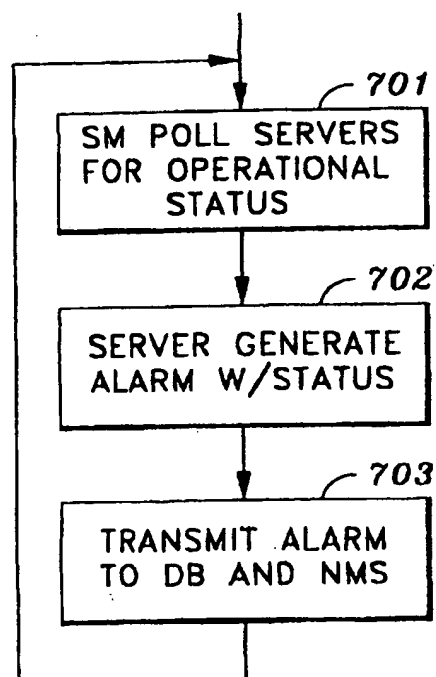 701
SM POLL SERVERS
FOR OPERATIONAL
STATUS
702
SERVER GENERATE
ALARM W/STATUS
703
TRANSMIT ALARM
TO DB AND NMS